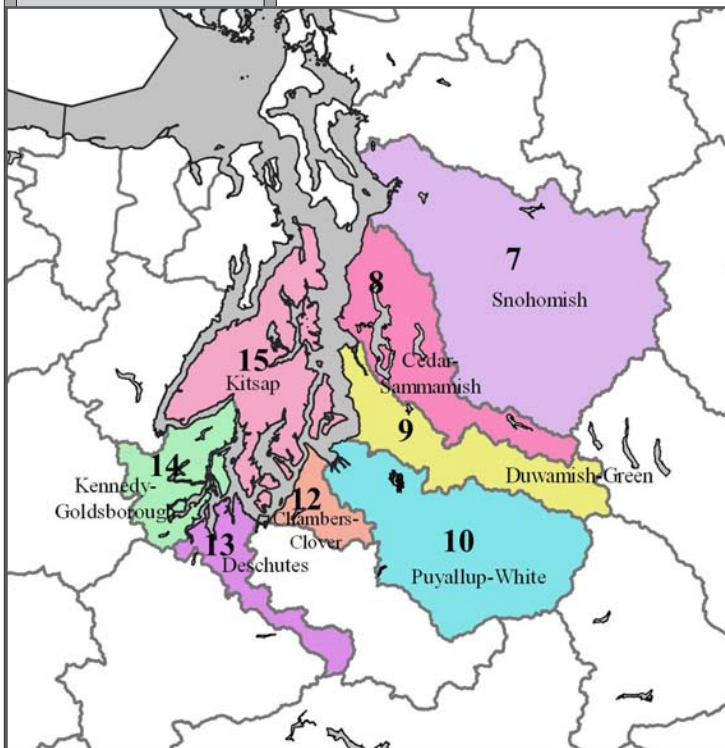 7
Snohomish
8
Cedar-
Sammamish
15
Kitsap
9
Duwamish-Green
14
Kennedy-
Goldsborough
12
Chambers-
Clover
13
Deschutes
10
Puyallup-White